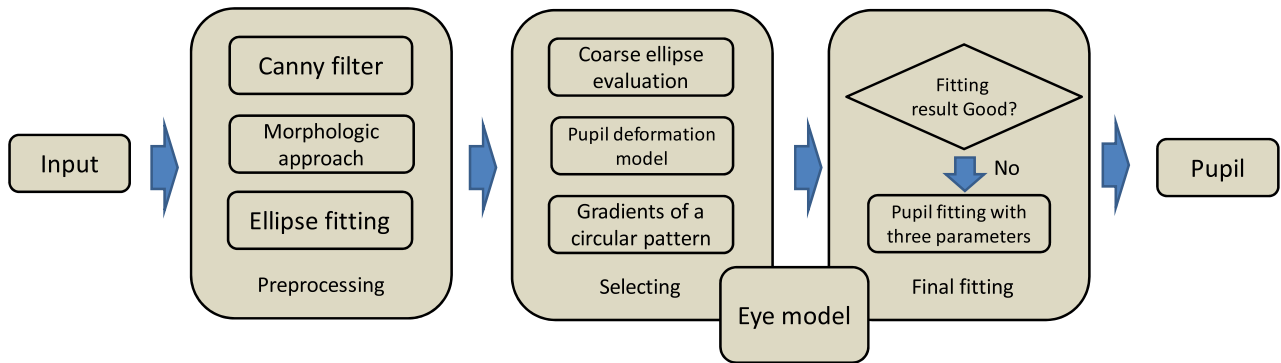 Input
Canny filter
Morphologic
approach
Ellipse fitting
Preprocessing
Coarse ellipse
evaluation
Pupil deformation
model
Gradients of a
circular pattern
Selecting
Eye model
Fitting
result Good?
No
Pupil fitting with
three parameters
Final fitting
Pupil